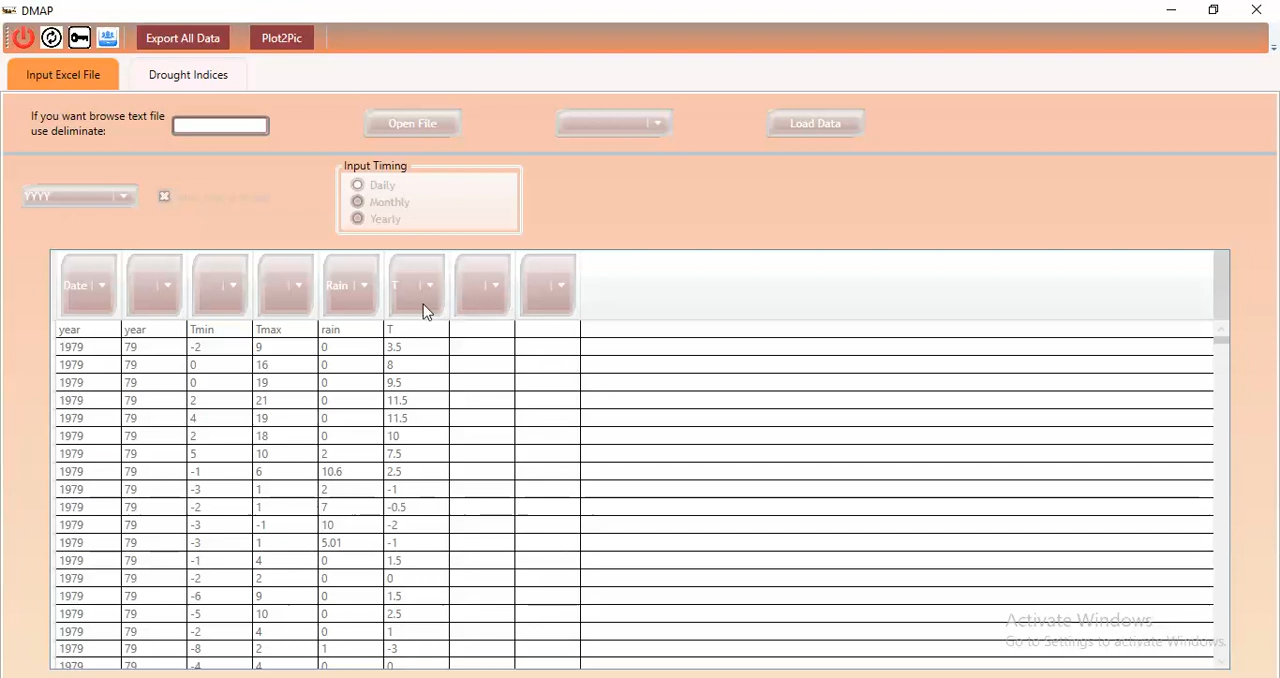 DMAP
Export All Data Plot2Pic
Input Excel File Drought Indices
If you want browse text file
use deliminate:
Open File Load Data
Input Timing
YYYY
Daily
Monthly
Yearly
Date Rain T
year year Tmin Tmax rain T
1979 79 -2 9 0 3.5
1979 79 0 16 0 8
1979 79 0 19 0 9.5
1979 79 2 21 0 11.5
1979 79 4 19 0 11.5
1979 79 2 18 0 10
1979 79 5 10 2 7.5
1979 79 -1 6 10.6 2.5
1979 79 -3 1 2 -1
1979 79 -2 1 7 -0.5
1979 79 -3 -1 10 -2
1979 79 -3 1 5.01 -1
1979 79 -1 4 0 1.5
1979 79 -2 2 0 0
1979 79 -6 9 0 1.5
1979 79 -5 10 0 2.5
1979 79 -2 4 0 1
1979 79 -8 2 1 -3
1979 79 -4 4 0 0
Activate Windows
Go to Settings to activate Windows.